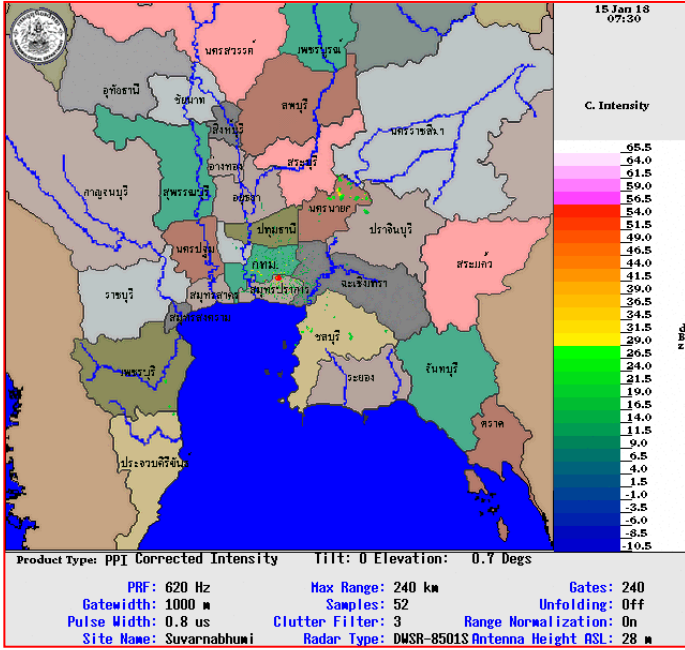 15 Jan 18
07:30
C. Intensity
นครสวรรค์
เพชรบูรณ์
อุทัยธานี
ชัยนาท
ลพบุรี
สิงห์บุรี
นครราชสีมา
สระบุรี
อ่างทอง
กาญจนบุรี
สุพรรณบุรี
อยุธยา
นครนายก
ปทุมธานี
ปราจีนบุรี
นครปฐม
สระแก้ว
กทม.
ฉะเชิงเทรา
ราชบุรี
สมุทรสาคร
สมุทรปราการ
สมุทรสงคราม
ชลบุรี
เพชรบุรี
ระยอง
จันทบุรี
ตราด
ประจวบคีรีขันธ์
65.5
64.0
61.5
59.0
56.5
54.0
51.5
49.0
46.5
44.0
41.5
39.0
36.5
34.0
31.5
29.0
26.5
24.0
21.5
19.0
16.5
14.0
11.5
9.0
6.5
4.0
1.5
-1.0
-3.5
-6.0
-8.5
-10.5
Product Type: PPI Corrected Intensity Tilt: 0 Elevation: 0.7 Degs
PRF: 620 Hz Max Range: 240 km Gates: 240
Gatewidth: 1000 m Samples: 52 Unfolding: Off
Pulse Width: 0.8 us Clutter Filter: 3 Range Normalization: On
Site Name: Suvarnabhumi Radar Type: DWSR-8501S Antenna Height ASL: 28 m